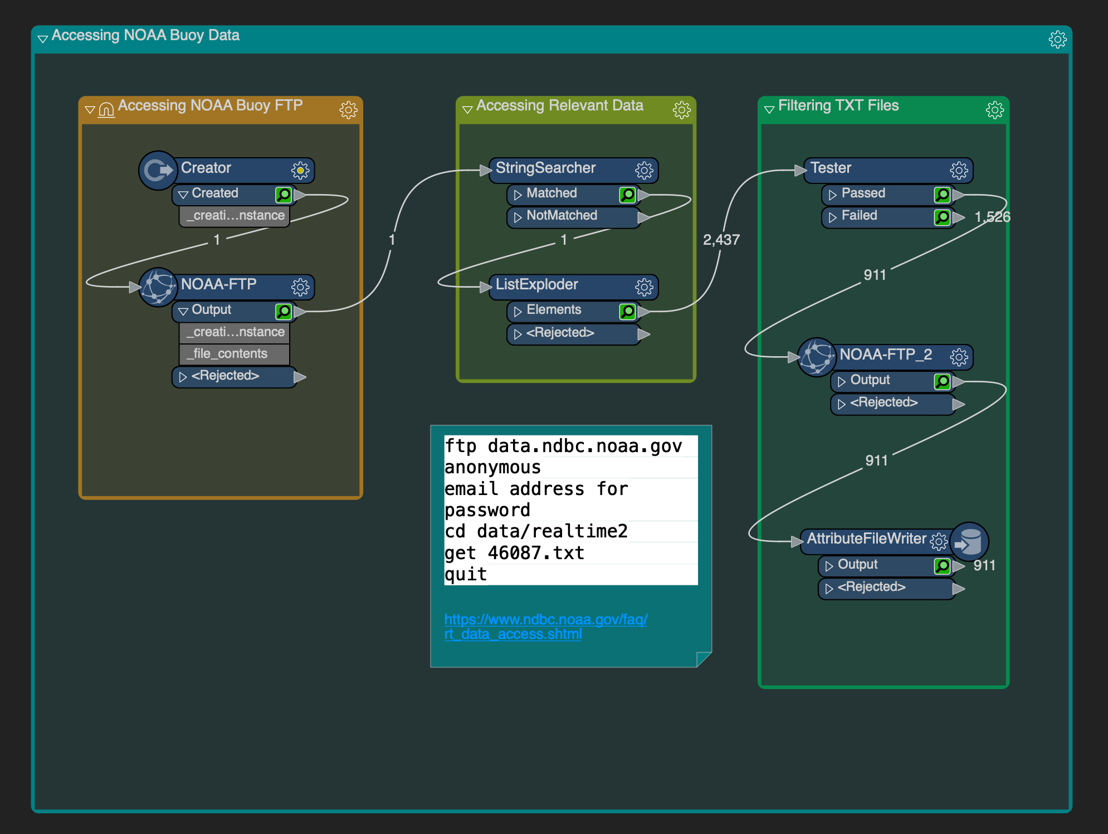 Accessing NOAA Buoy Data
Accessing NOAA Buoy FTP
Creator
Created
_creati...nstance
1
NOAA-FTP
Output
_creati...nstance
_file_contents
<Rejected>
1
Accessing Relevant Data
StringSearcher
Matched
NotMatched
1
ListExploder
Elements
<Rejected>
2,437
Filtering TXT Files
Tester
Passed
Failed
1,526
911
NOAA-FTP_2
Output
<Rejected>
911
AttributeFileWriter
Output
911
<Rejected>
ftp data.ndbc.noaa.gov
anonymous
email address for
password
cd data/realtime2
get 46087.txt
quit
https://www.ndbc.noaa.gov/faq/
rt_data_access.shtml